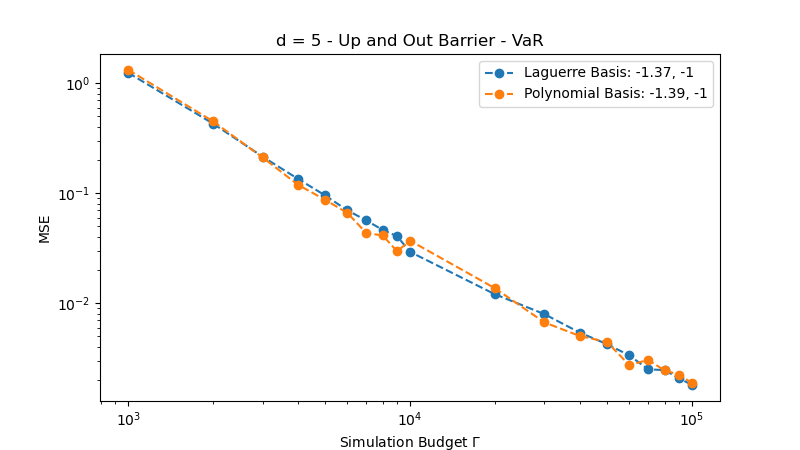 d = 5 - Up and Out Barrier - VaR
Laguerre Basis: -1.37, -1
Polynomial Basis: -1.39, -1
MSE
10⁰
10⁻¹
10⁻²
10³
10⁴
10⁵
Simulation Budget Γ